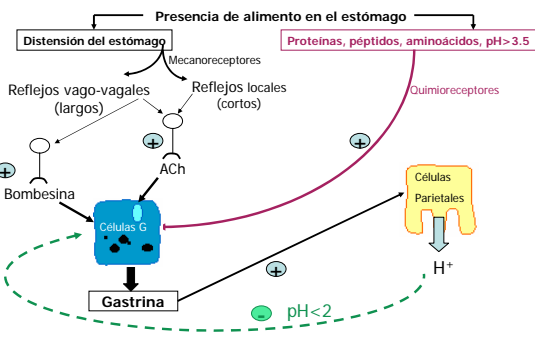 Presencia de alimento en el estómago
Distensión del estómago
Proteínas, péptidos, aminoácidos, pH>3.5
Mecanoreceptores
Reflejos vago-vagales
(largos)
Reflejos locales
(cortos)
Quimioreceptores
+
+
+
ACh
Bombesina
Células G
Células
Parietales
+
H+
Gastrina
-
pH<2